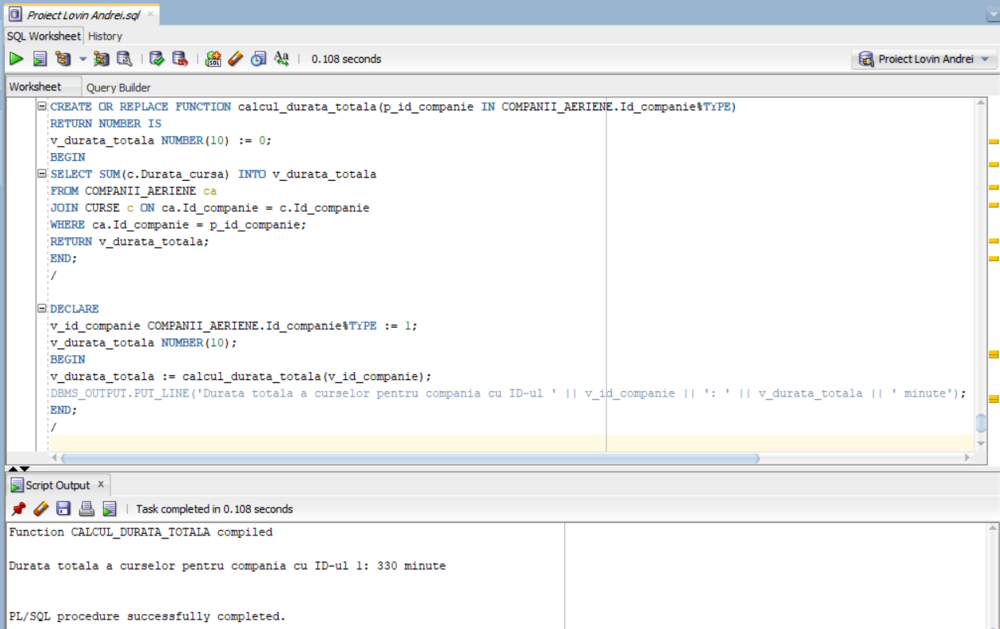 Proiect Lovin Andrei.sql
SQL Worksheet History
0.108 seconds
Proiect Lovin Andrei
Worksheet Query Builder
CREATE OR REPLACE FUNCTION calcul_durata_totala(p_id_companie IN COMPANII_AERIENE.Id_companie%TYPE)
RETURN NUMBER IS
v_durata_totala NUMBER(10) := 0;
BEGIN
SELECT SUM(c.Durata_cursa) INTO v_durata_totala
FROM COMPANII_AERIENE ca
JOIN CURSE c ON ca.Id_companie = c.Id_companie
WHERE ca.Id_companie = p_id_companie;
RETURN v_durata_totala;
END;
/
DECLARE
v_id_companie COMPANII_AERIENE.Id_companie%TYPE := 1;
v_durata_totala NUMBER(10);
BEGIN
v_durata_totala := calcul_durata_totala(v_id_companie);
DBMS_OUTPUT.PUT_LINE('Durata totala a curselor pentru compania cu ID-ul ' || v_id_companie || ': ' || v_durata_totala || ' minute');
END;
/
Script Output x
Task completed in 0.108 seconds
Function CALCUL_DURATA_TOTALA compiled
Durata totala a curselor pentru compania cu ID-ul 1: 330 minute
PL/SQL procedure successfully completed.